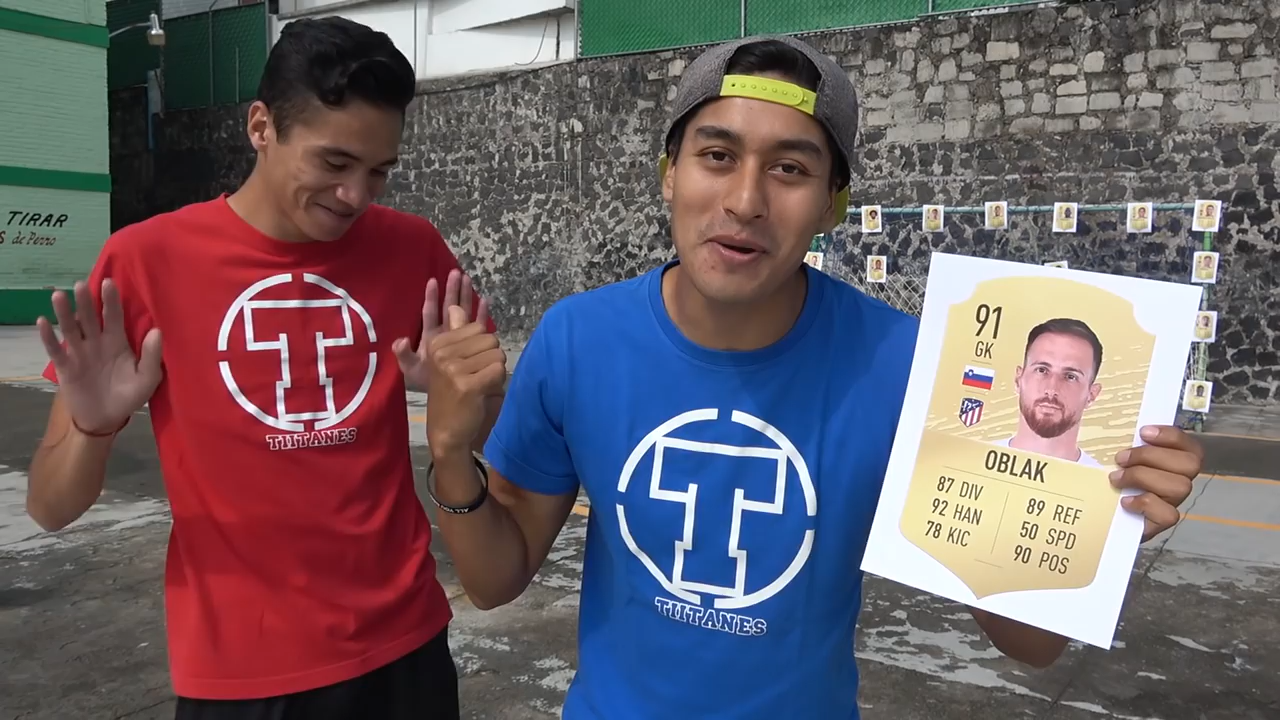 TIRAR
de Perro
T
TIITANES
T
TIITANES
91
GK
OBLAK
87 DIV
92 HAN
78 KIC
89 REF
50 SPD
90 POS